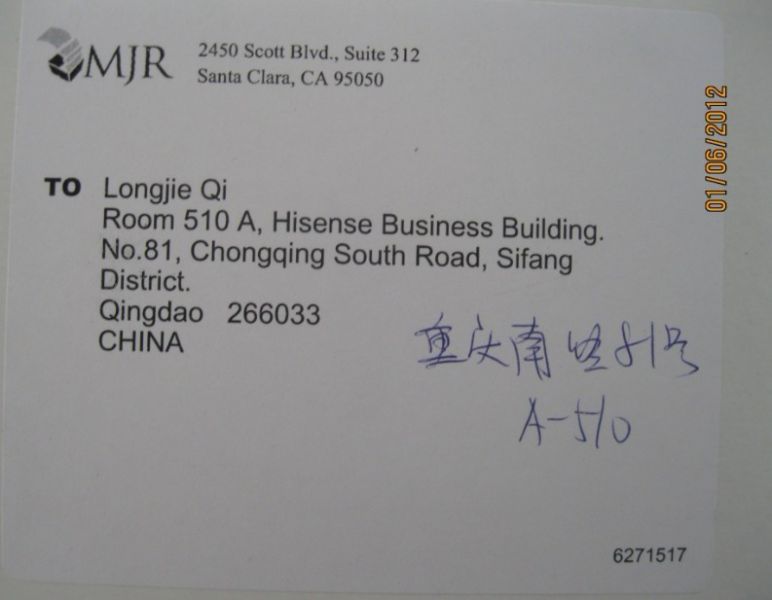 MJR
2450 Scott Blvd., Suite 312
Santa Clara, CA 95050
01/06/2012
TO Longjie Qi
Room 510 A, Hisense Business Building.
No.81, Chongqing South Road, Sifang
District.
Qingdao 266033
CHINA
重庆南路81号
A-510
6271517